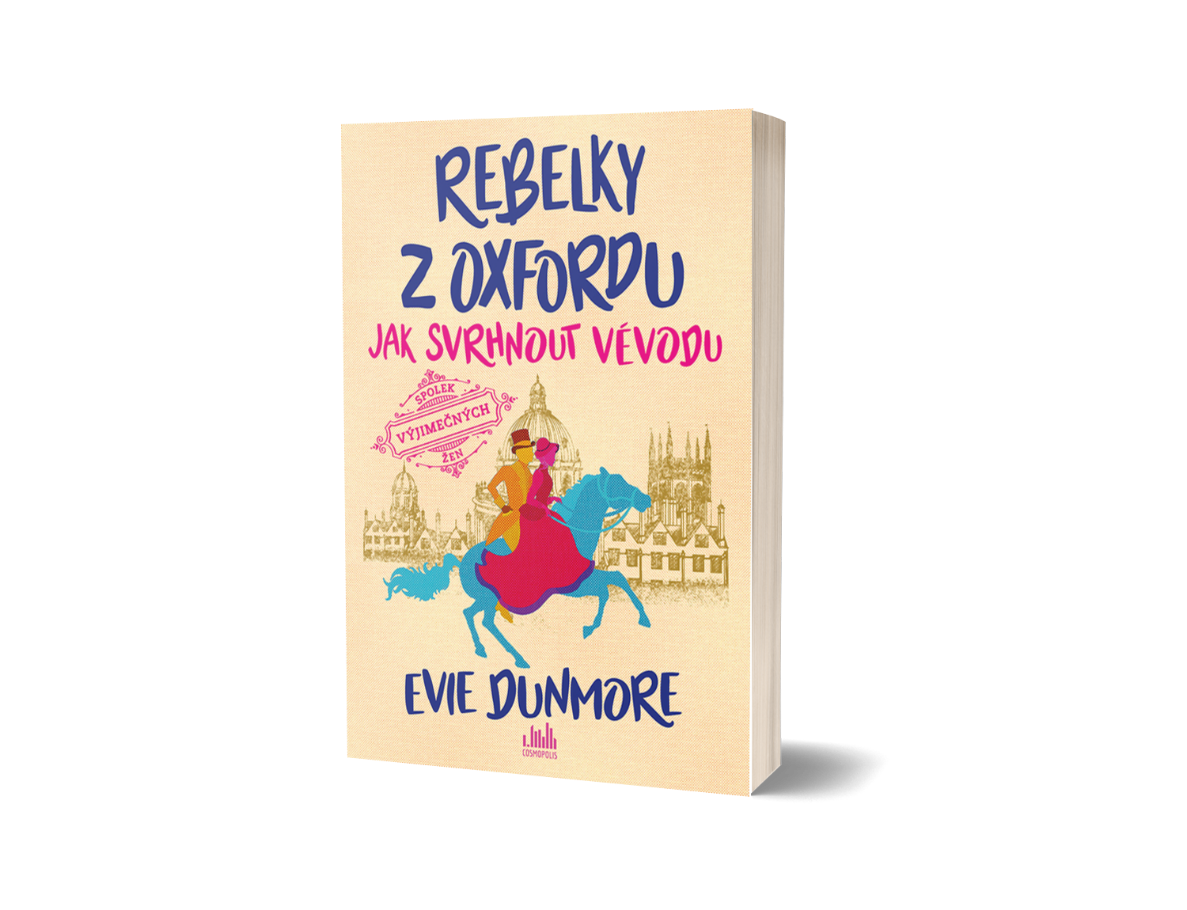 REBELKY
Z OXFORDU
JAK SVRHNOUT VÉVODU
SPOLEK
VÝJIMEČNÝCH
ŽEN
EVIE DUNMORE
COSMOPOLIS